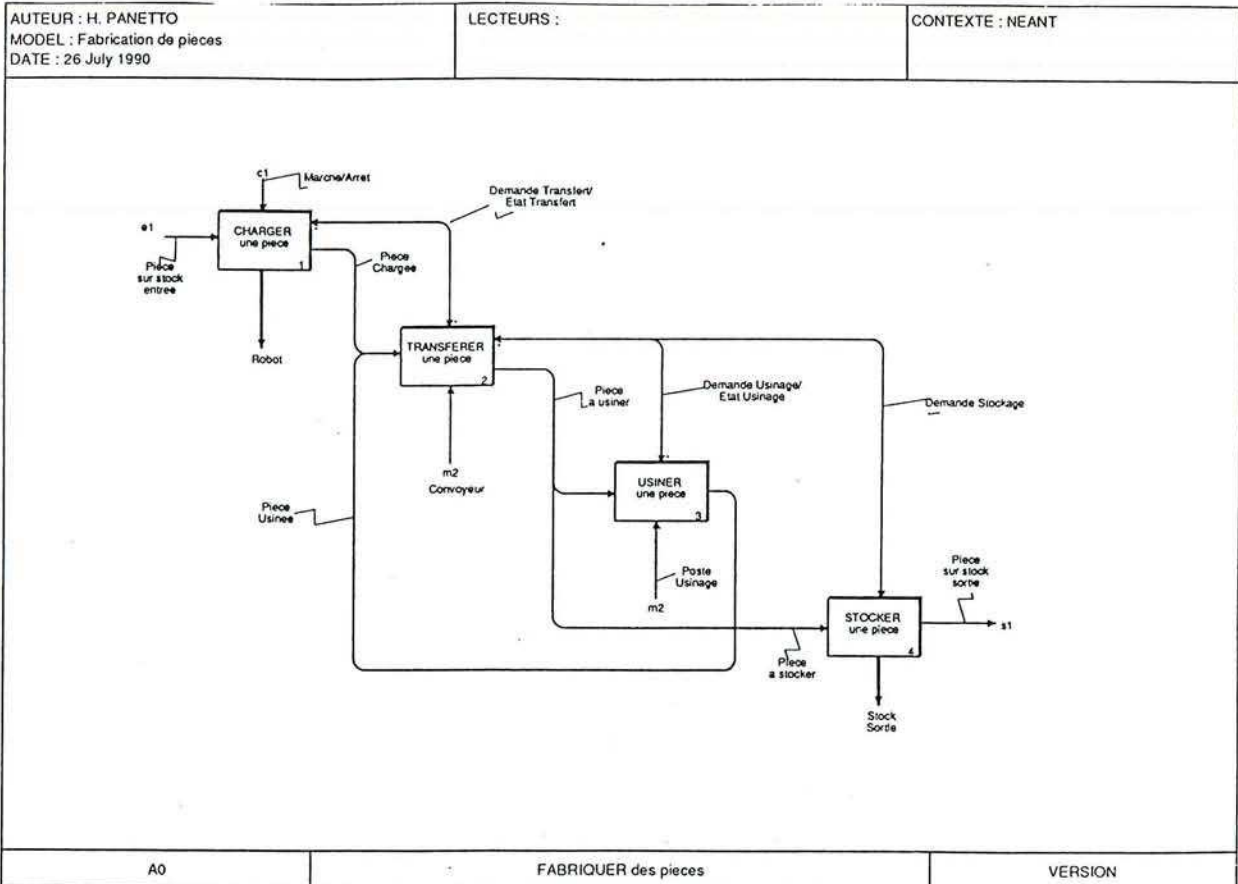 AUTEUR : H. PANETTO
MODEL : Fabrication de pieces
DATE : 26 July 1990
LECTEURS :
CONTEXTE : NEANT
c1
Marche/Arret
Demande Transfert/
Etat Transfert
e1
CHARGER
une piece
1
Piece
sur stock
entree
Piece
Chargee
Robot
TRANSFERER
une piece
2
Piece
a usiner
Demande Usinage/
Etat Usinage
Demande Stockage
m2
Convoyeur
USINER
une piece
3
Piece
Usinee
Poste
Usinage
m2
Piece
sur stock
sortie
STOCKER
une piece
4
s1
Piece
a stocker
Stock
Sortie
A0
FABRIQUER des pieces
VERSION